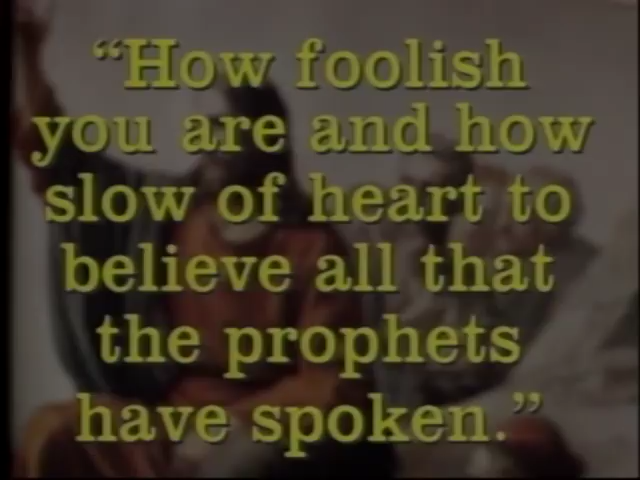 “How foolish
you are and how
slow of heart to
believe all that
the prophets
have spoken.”